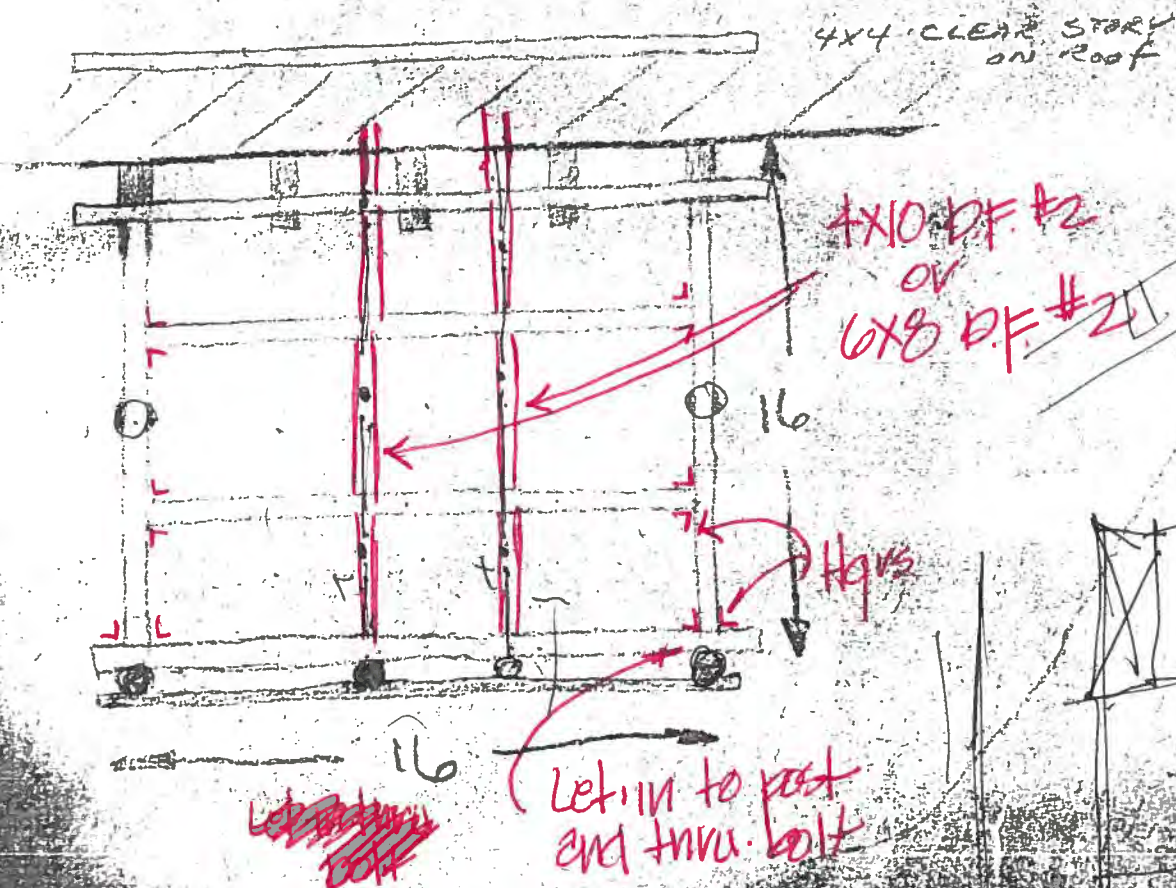 4X4 CLEAR STORY
ON ROOF
4X10 D.F. #2
or
6X8 D.F. #2
16
Hgrs
16
Let-in to post
and thru-bolt
bolt